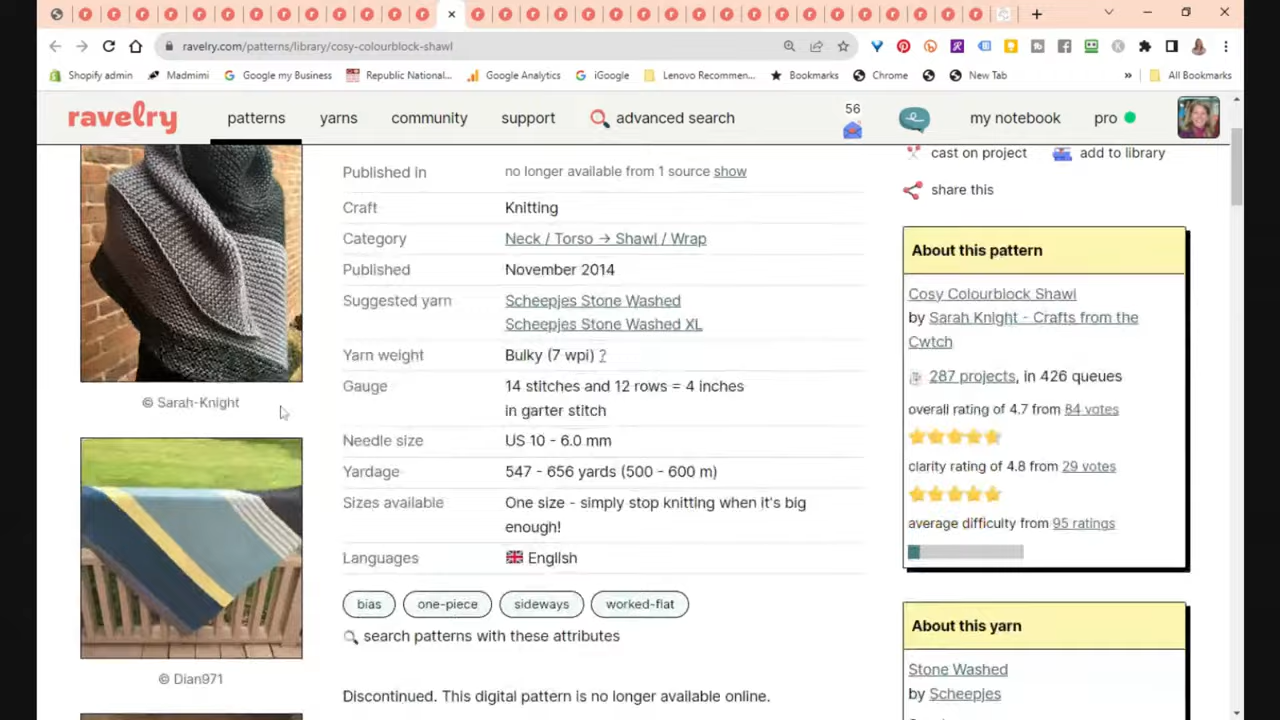 ravelry.com/patterns/library/cosy-colourblock-shawl
Shopify admin
Madmimi
Google my Business
Republic National...
Google Analytics
iGoogle
Lenovo Recommen...
Bookmarks
Chrome
New Tab
»
All Bookmarks
ravelry
patterns
yarns
community
support
advanced search
56
my notebook
pro
Published in
no longer available from 1 source show
Craft
Knitting
Category
Neck / Torso → Shawl / Wrap
Published
November 2014
Suggested yarn
Scheepjes Stone Washed
Scheepjes Stone Washed XL
Yarn weight
Bulky (7 wpi) ?
Gauge
14 stitches and 12 rows = 4 inches
in garter stitch
Needle size
US 10 - 6.0 mm
Yardage
547 - 656 yards (500 - 600 m)
Sizes available
One size - simply stop knitting when it's big
enough!
Languages
English
bias
one-piece
sideways
worked-flat
search patterns with these attributes
Discontinued. This digital pattern is no longer available online.
© Sarah-Knight
© Dian971
cast on project
add to library
share this
About this pattern
Cosy Colourblock Shawl
by Sarah Knight - Crafts from the
Cwtch
287 projects, in 426 queues
overall rating of 4.7 from 84 votes
clarity rating of 4.8 from 29 votes
average difficulty from 95 ratings
About this yarn
Stone Washed
by Scheepjes